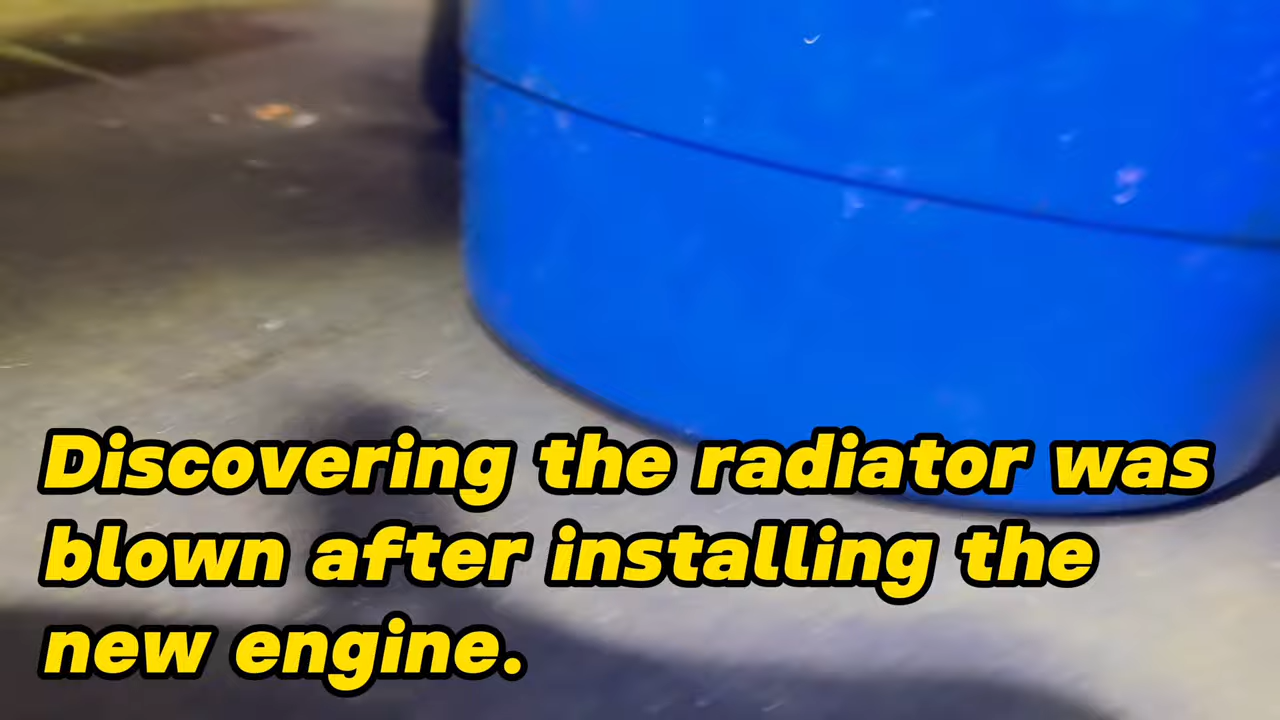 Discovering the radiator was
blown after installing the
new engine.